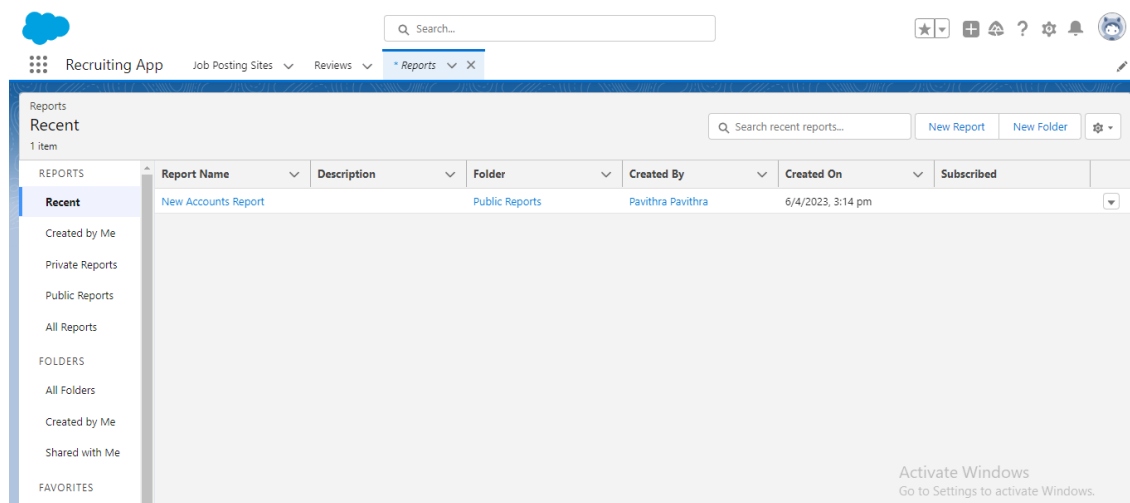 Search...
Recruiting App Job Posting Sites Reviews * Reports
Reports
Recent
1 item
Search recent reports...
New Report New Folder
REPORTS
Report Name Description Folder Created By Created On Subscribed
Recent
New Accounts Report Public Reports Pavithra Pavithra 6/4/2023, 3:14 pm
Created by Me
Private Reports
Public Reports
All Reports
FOLDERS
All Folders
Created by Me
Shared with Me
FAVORITES
Activate Windows
Go to Settings to activate Windows.